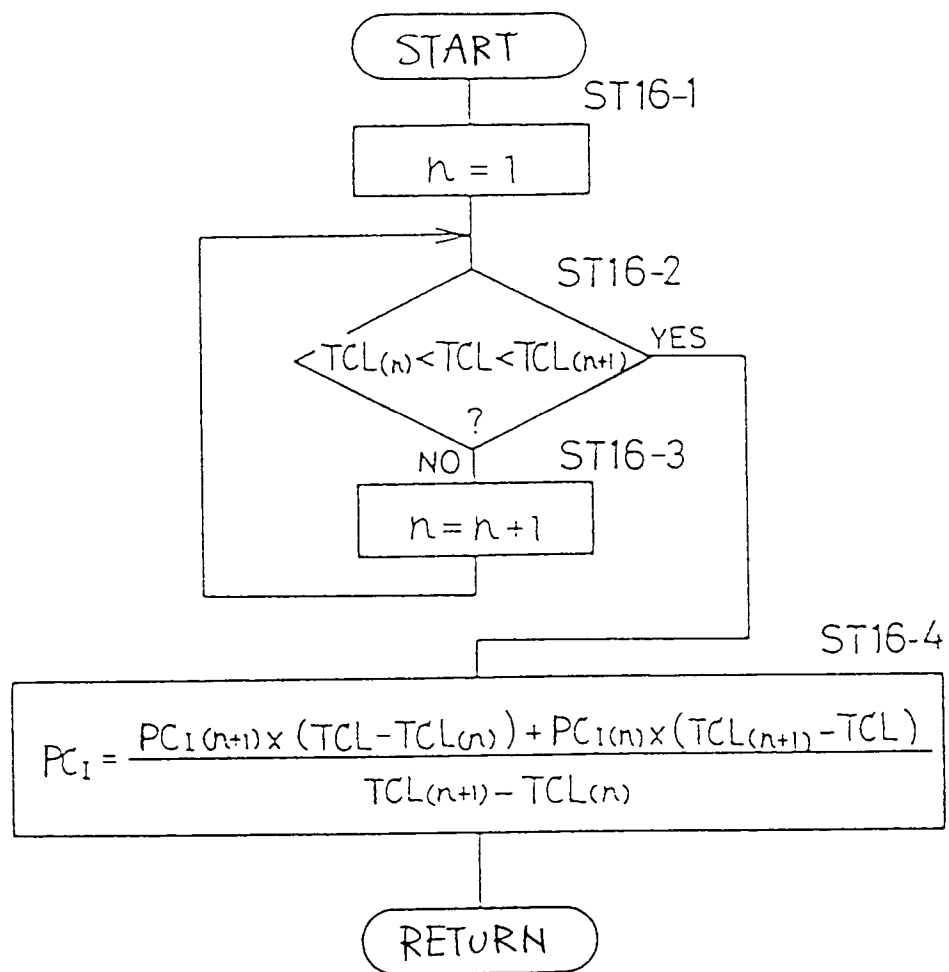 START
ST16-1
n = 1
ST16-2
<TCL(n)<TCL<TCL(n+1)
?
YES
NO
ST16-3
n = n+1
ST16-4
PCI = PCI(n+1) x (TCL-TCL(n)) + PCI(n) x (TCL(n+1) - TCL)
TCL(n+1) - TCL(n)
RETURN